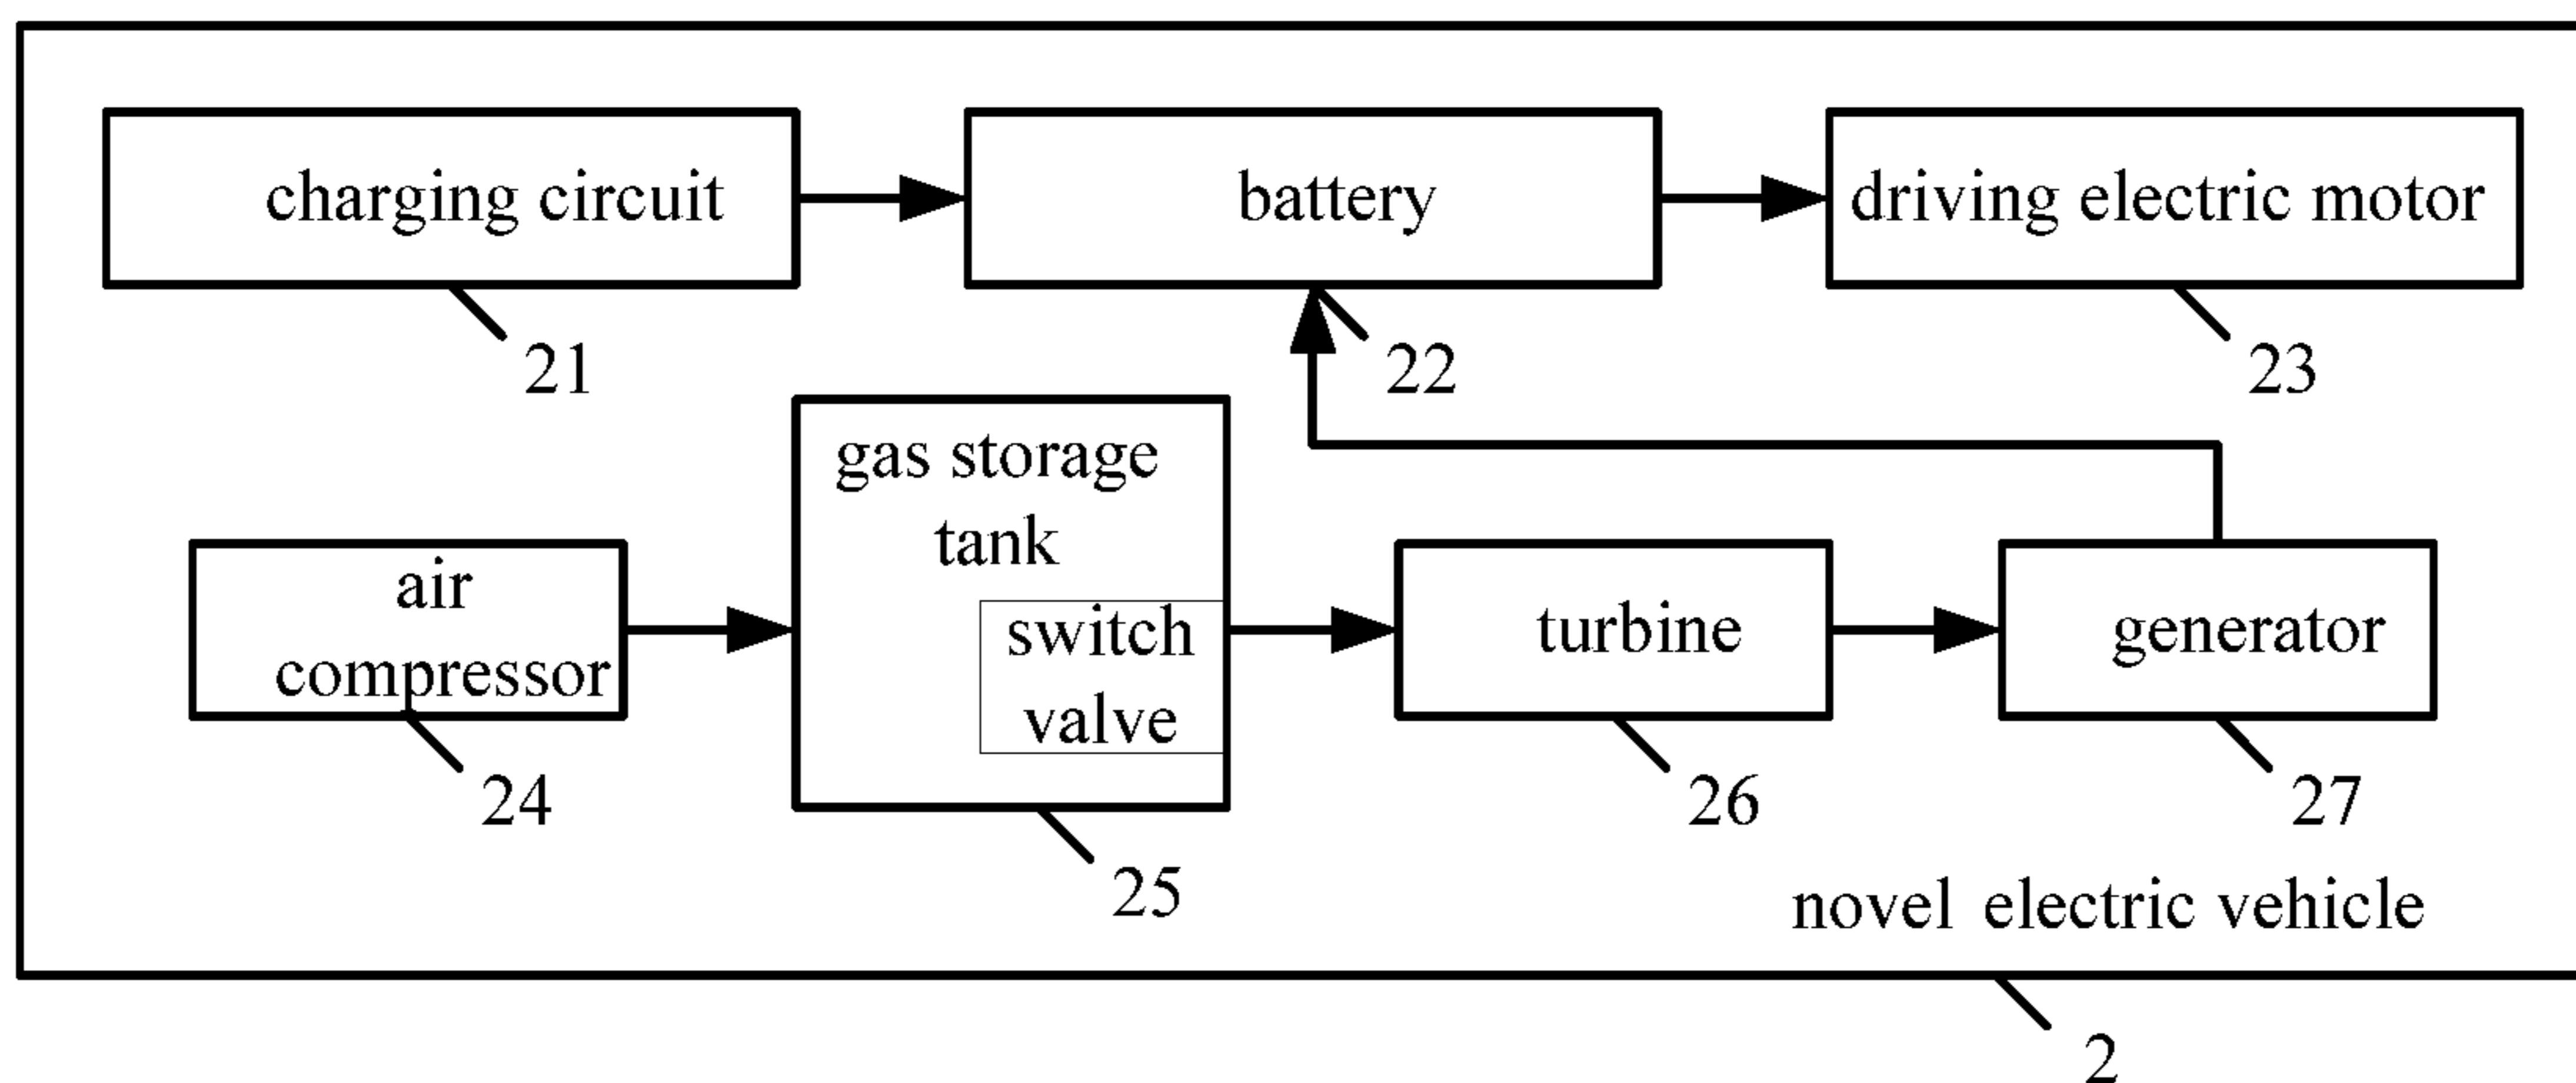 charging circuit
battery
driving electric motor
21
22
23
gas storage
tank
air
compressor
switch
valve
turbine
generator
24
25
26
27
novel electric vehicle
2